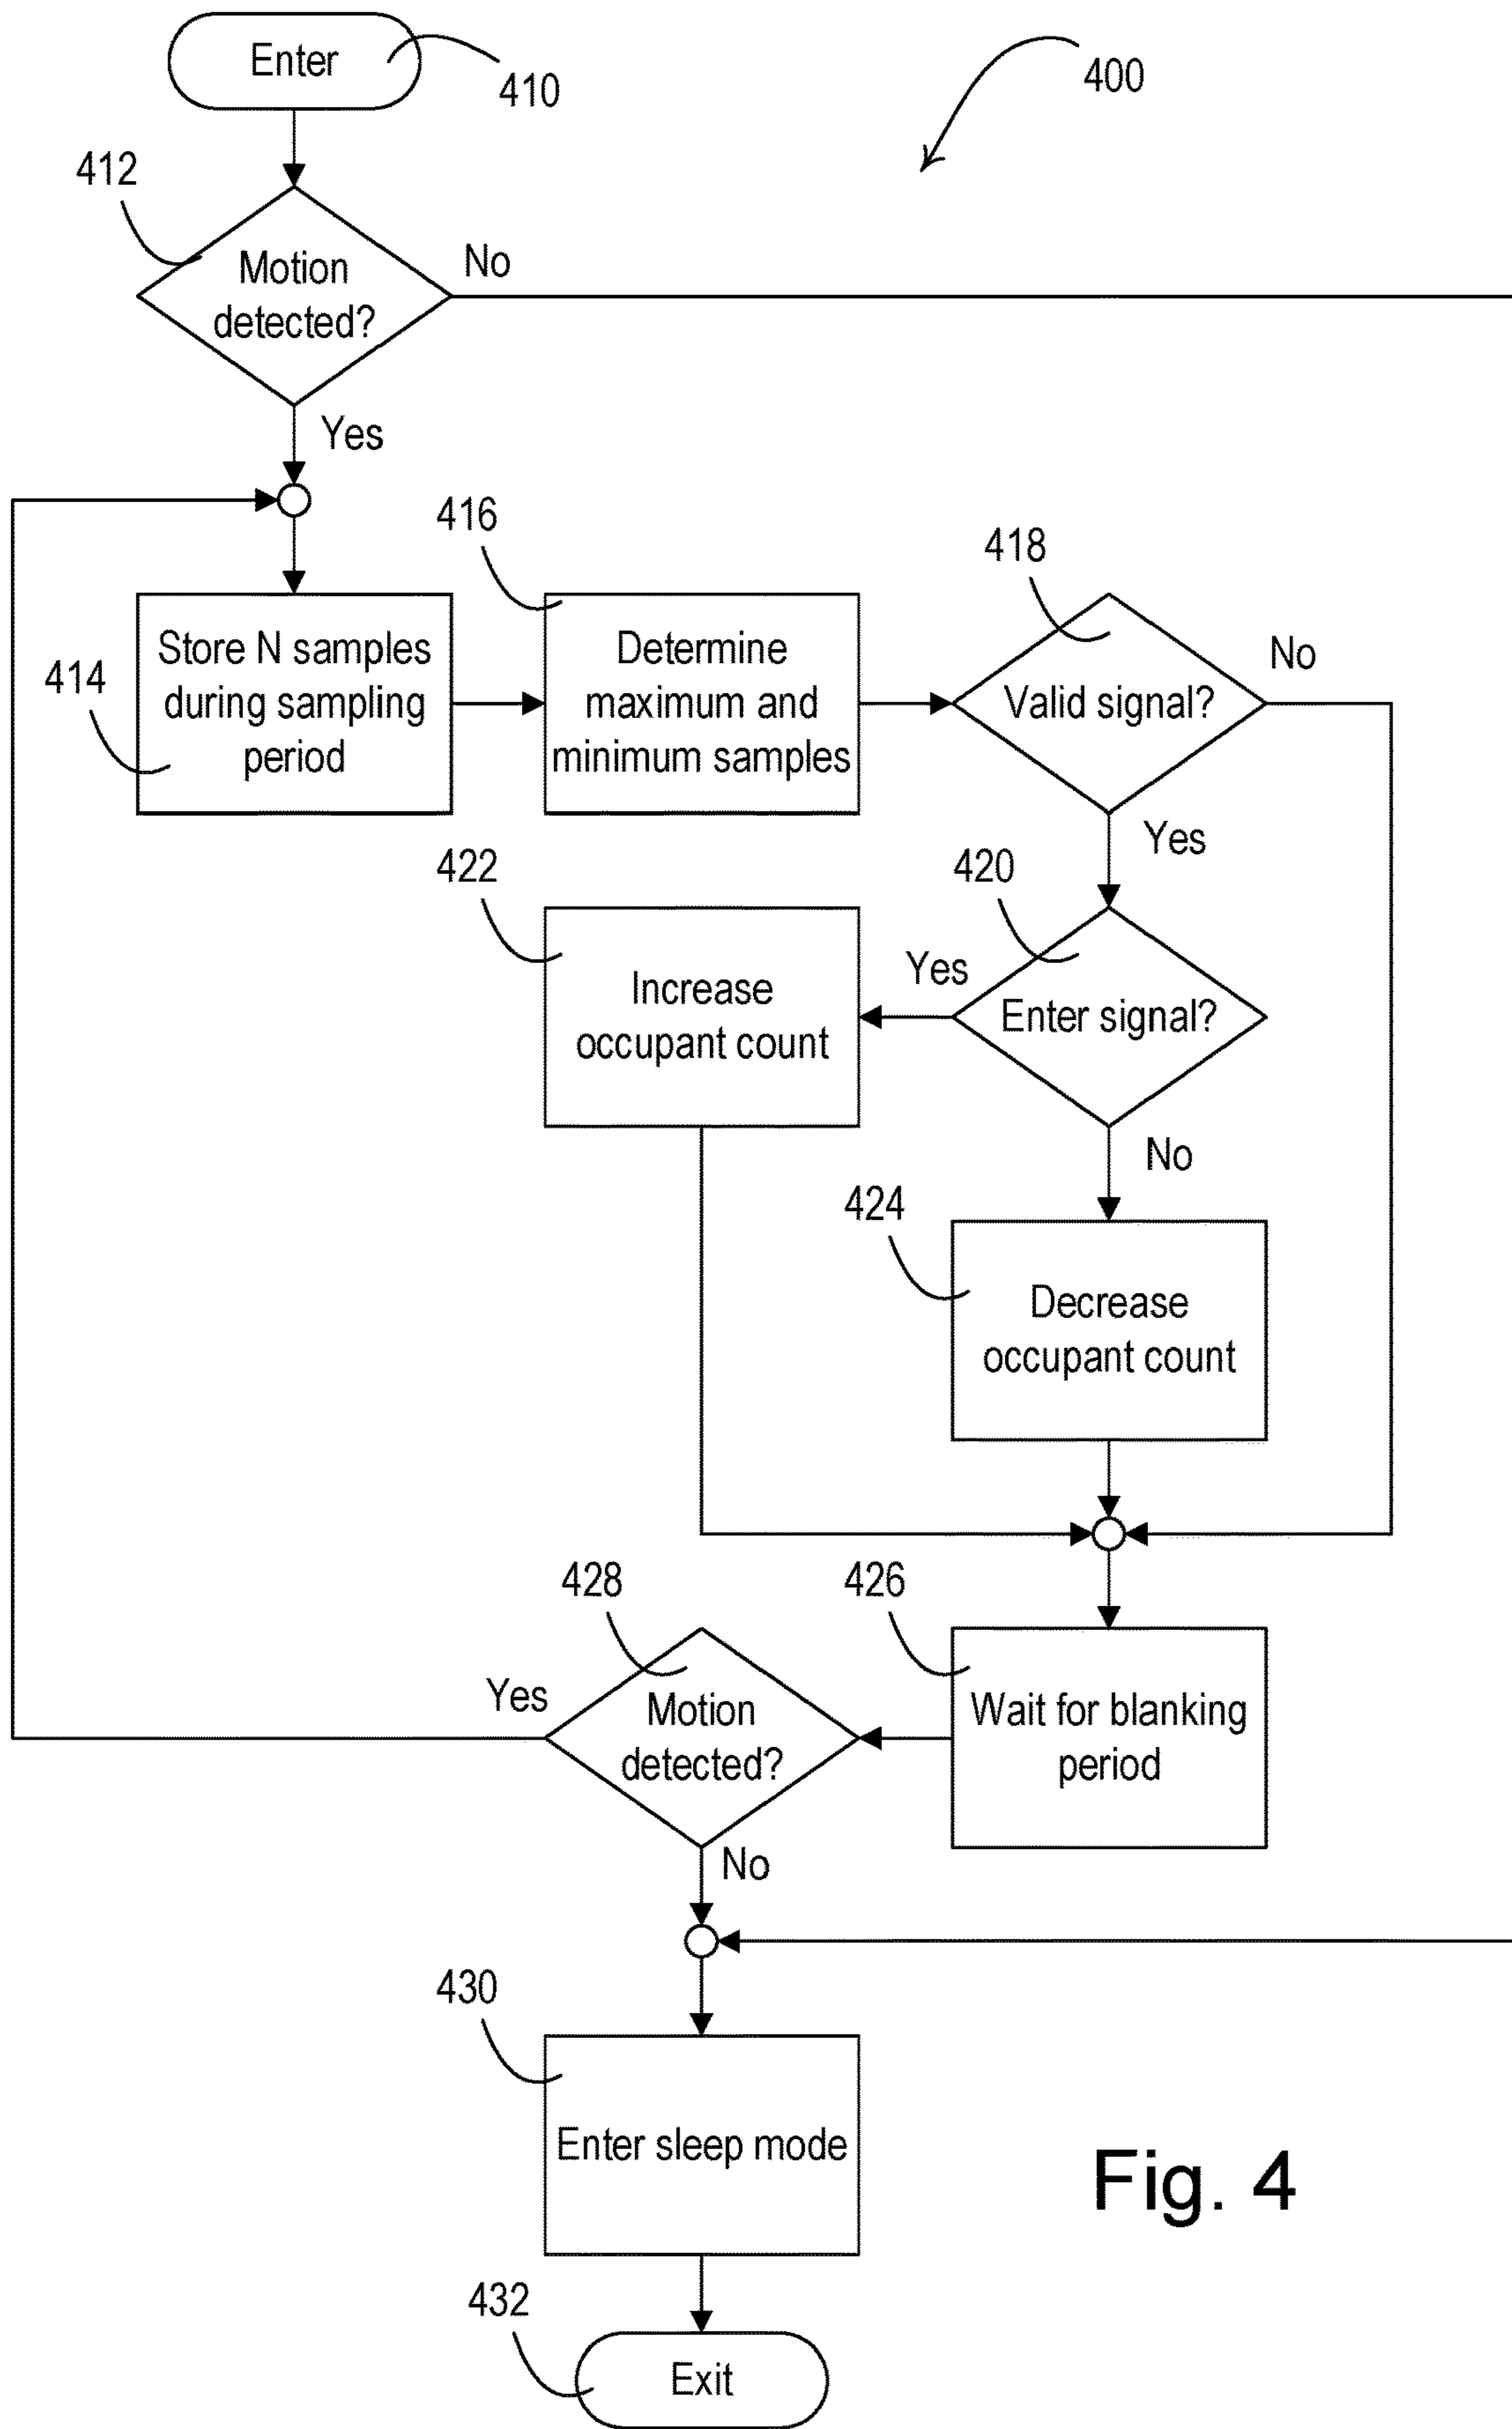 Enter
410
400
412
Motion
detected?
No
Yes
416
418
414
Store N samples
during sampling
period
Determine
maximum and
minimum samples
Valid signal?
No
Yes
422
420
Increase
occupant count
Yes
Enter signal?
No
424
Decrease
occupant count
428
426
Yes
Motion
detected?
Wait for blanking
period
No
430
Enter sleep mode
Fig. 4
432
Exit